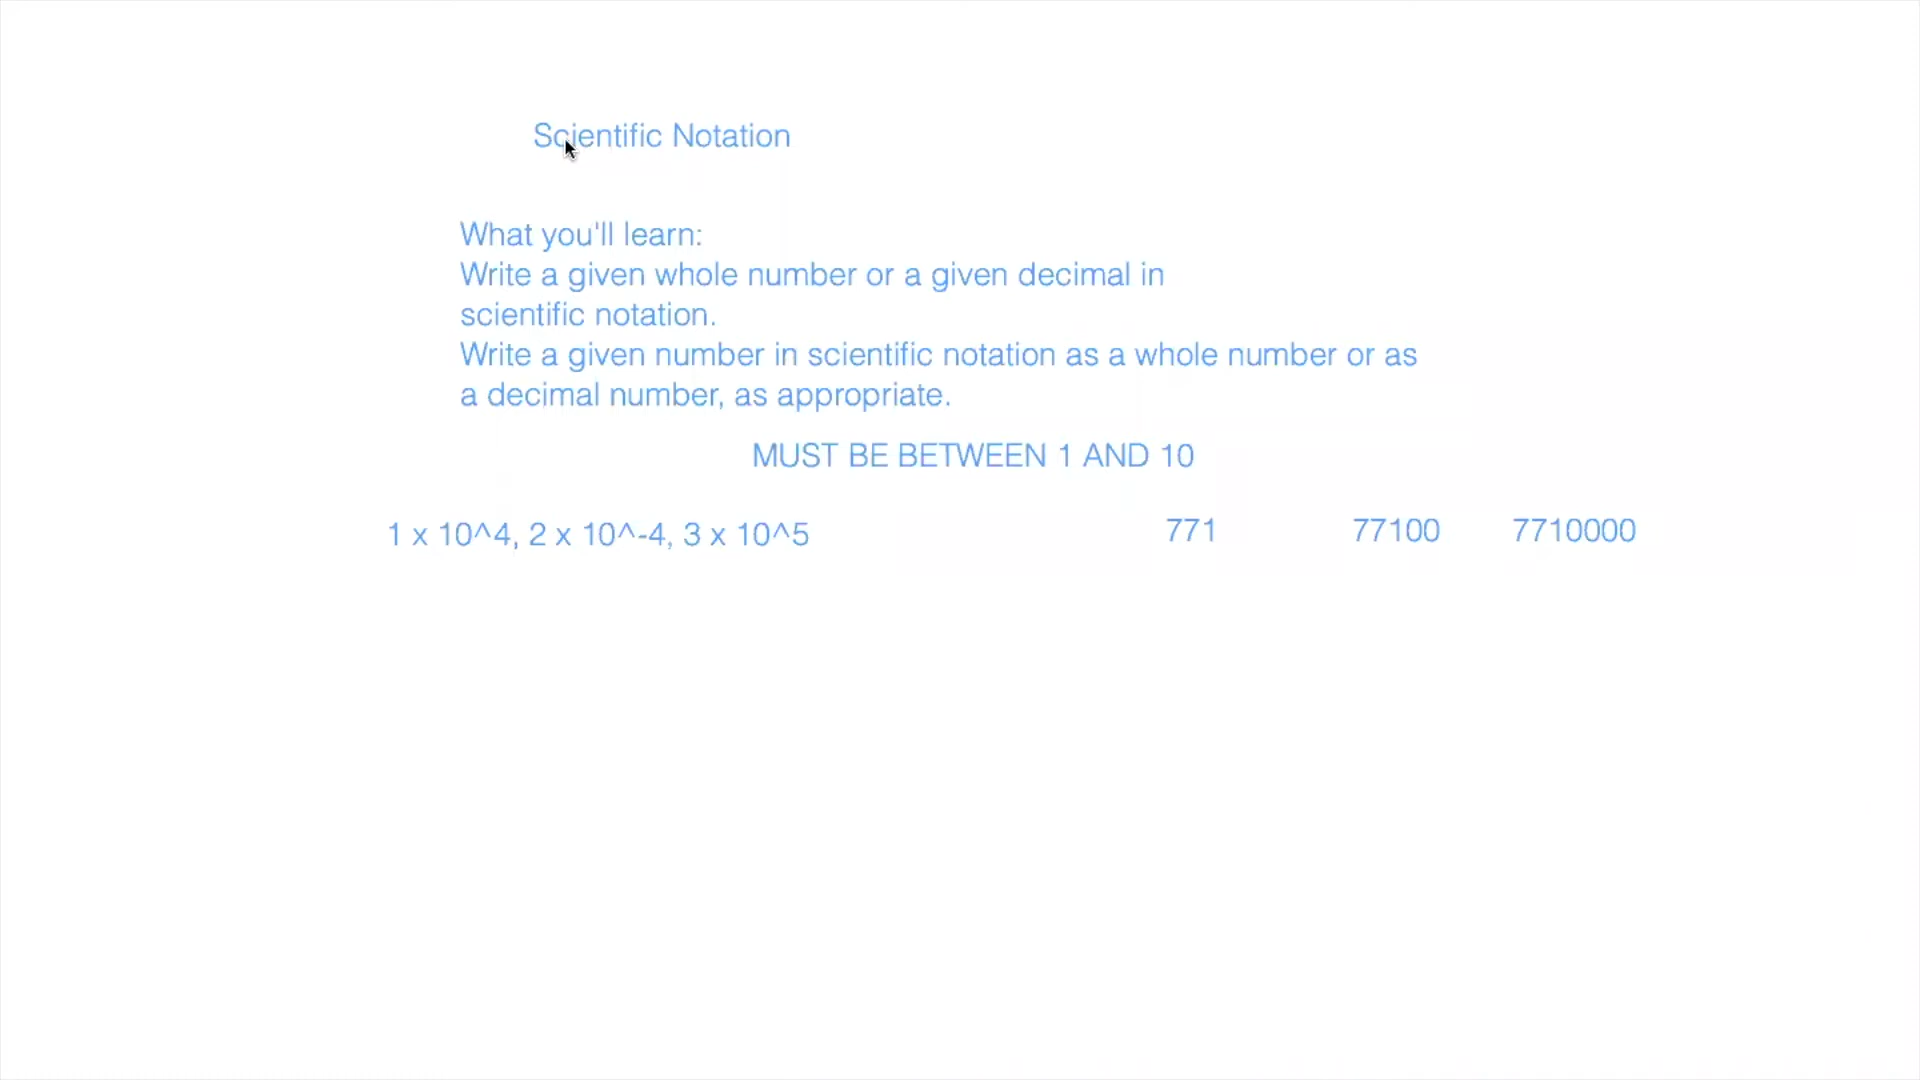 Scientific Notation
What you'll learn:
Write a given whole number or a given decimal in
scientific notation.
Write a given number in scientific notation as a whole number or as
a decimal number, as appropriate.
MUST BE BETWEEN 1 AND 10
1 x 10^4, 2 x 10^-4, 3 x 10^5
771
77100
7710000